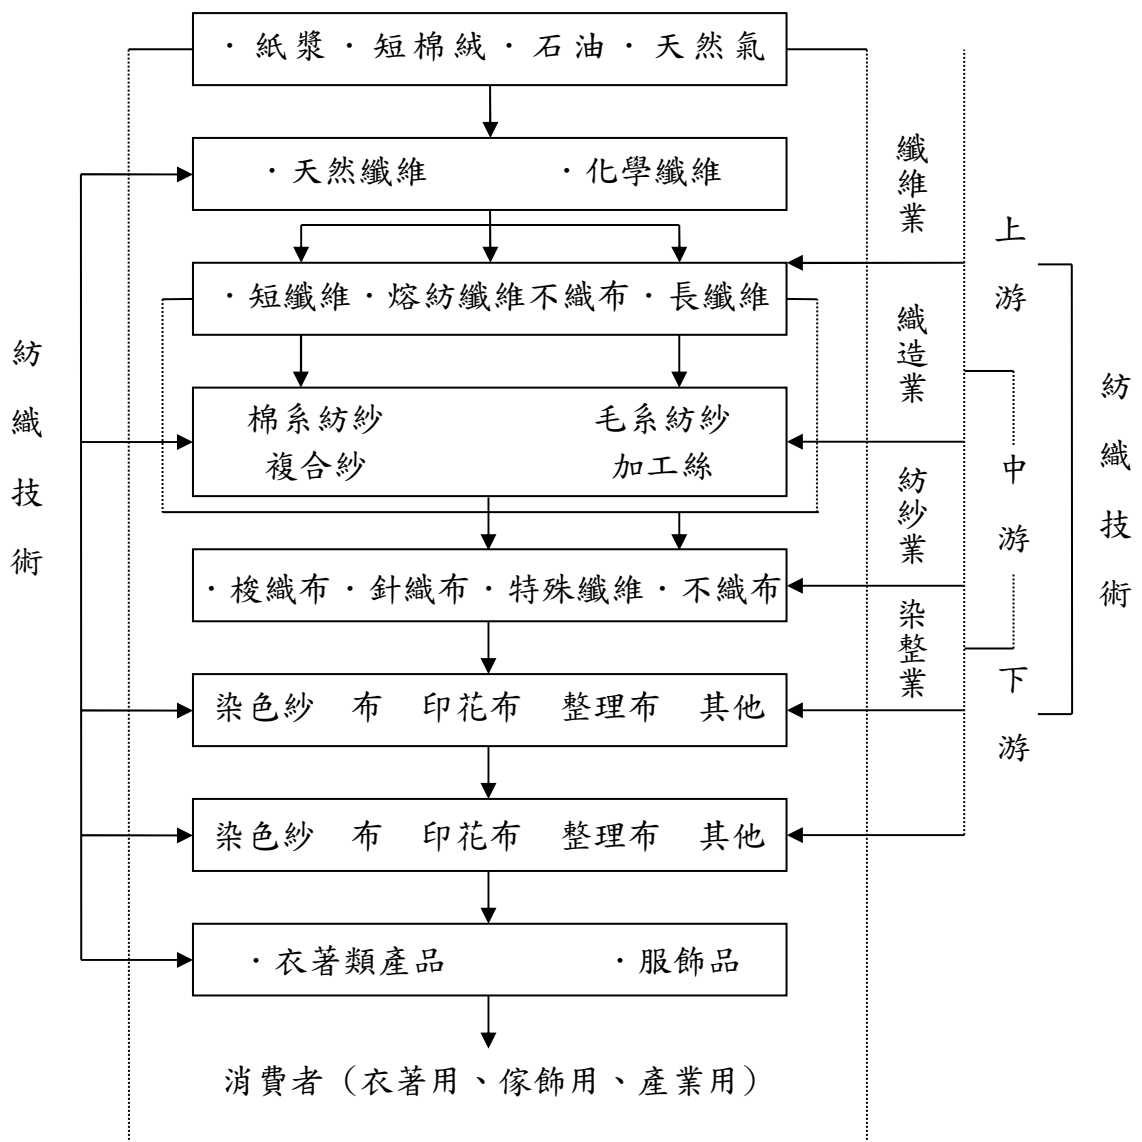 ．紙漿．短棉絨．石油．天然氣
．天然纖維　．化學纖維
．短纖維．熔紡纖維不織布．長纖維
棉系紡紗　毛系紡紗
複合紗　加工絲
．梭織布．針織布．特殊纖維．不織布
染色紗　布　印花布　整理布　其他
染色紗　布　印花布　整理布　其他
．衣著類產品　．服飾品
消費者（衣著用、傢飾用、產業用）
紡織技術
纖維業
織造業
紡紗業
染整業
上游
中游
下游
紡織技術